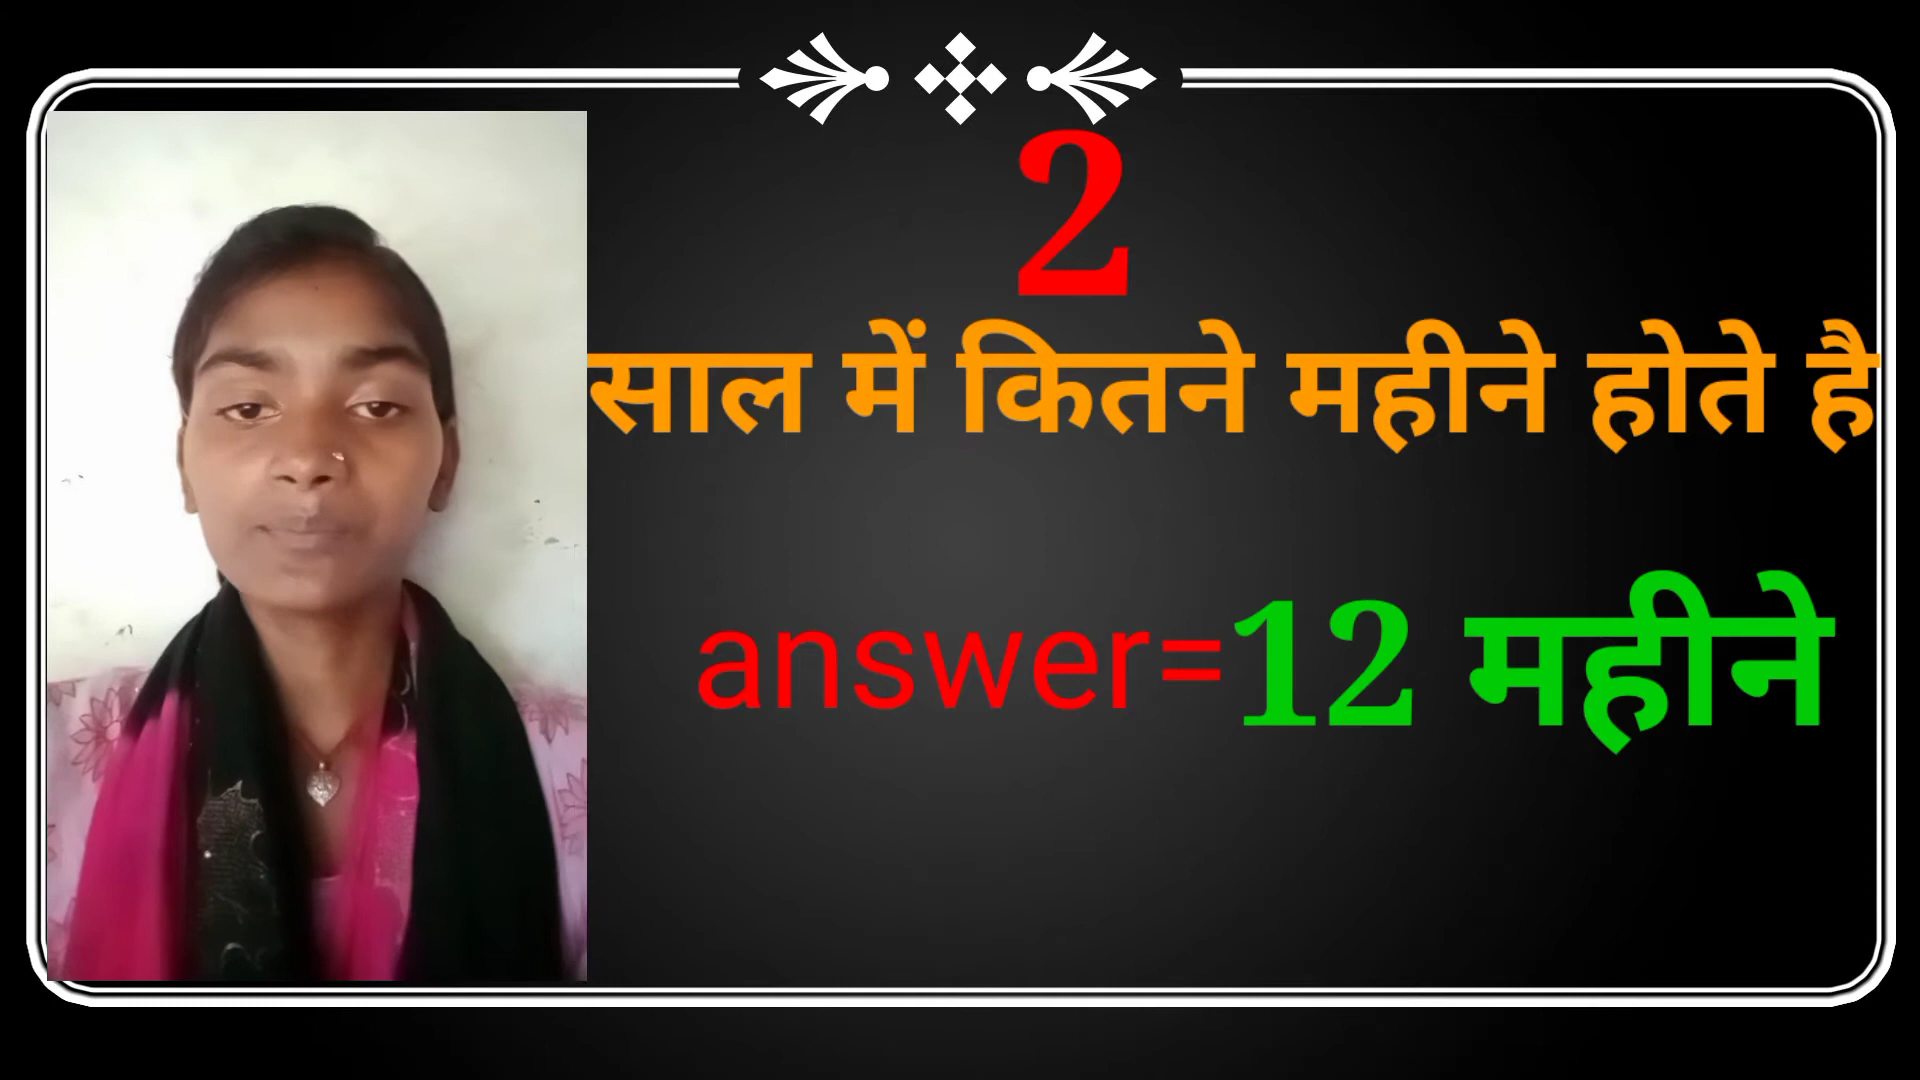 2
साल में कितने महीने होते है
answer=12 महीने